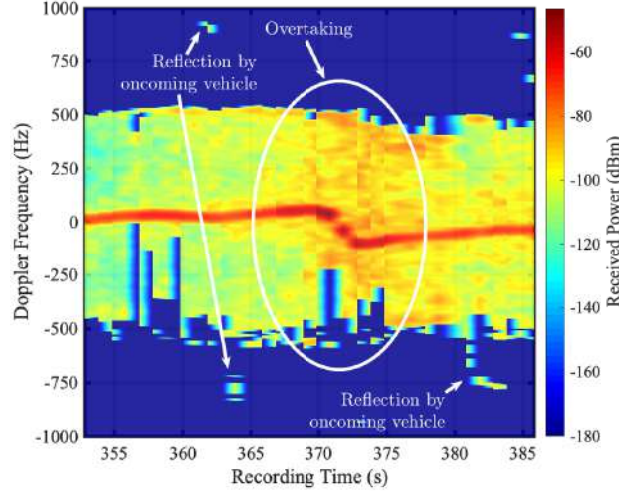 1000
750
500
250
0
-250
-500
-750
-1000
Doppler Frequency (Hz)
Overtaking
Reflection by
oncoming vehicle
Reflection by
oncoming vehicle
355
360
365
370
375
380
385
Recording Time (s)
-60
-80
-100
-120
-140
-160
-180
Received Power (dBm)